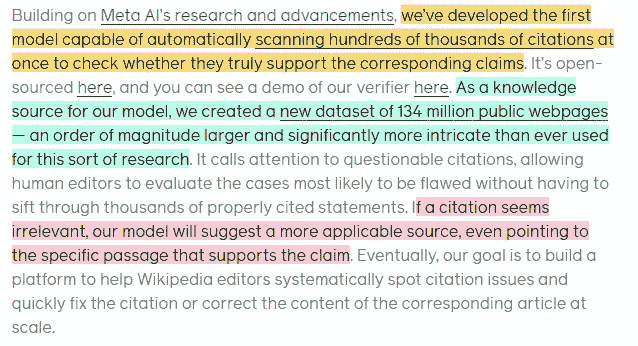 Building on Meta AI's research and advancements, we've developed the first
model capable of automatically scanning hundreds of thousands of citations at
once to check whether they truly support the corresponding claims. It's open-
sourced here, and you can see a demo of our verifier here. As a knowledge
source for our model, we created a new dataset of 134 million public webpages
— an order of magnitude larger and significantly more intricate than ever used
for this sort of research. It calls attention to questionable citations, allowing
human editors to evaluate the cases most likely to be flawed without having to
sift through thousands of properly cited statements. If a citation seems
irrelevant, our model will suggest a more applicable source, even pointing to
the specific passage that supports the claim. Eventually, our goal is to build a
platform to help Wikipedia editors systematically spot citation issues and
quickly fix the citation or correct the content of the corresponding article at
scale.